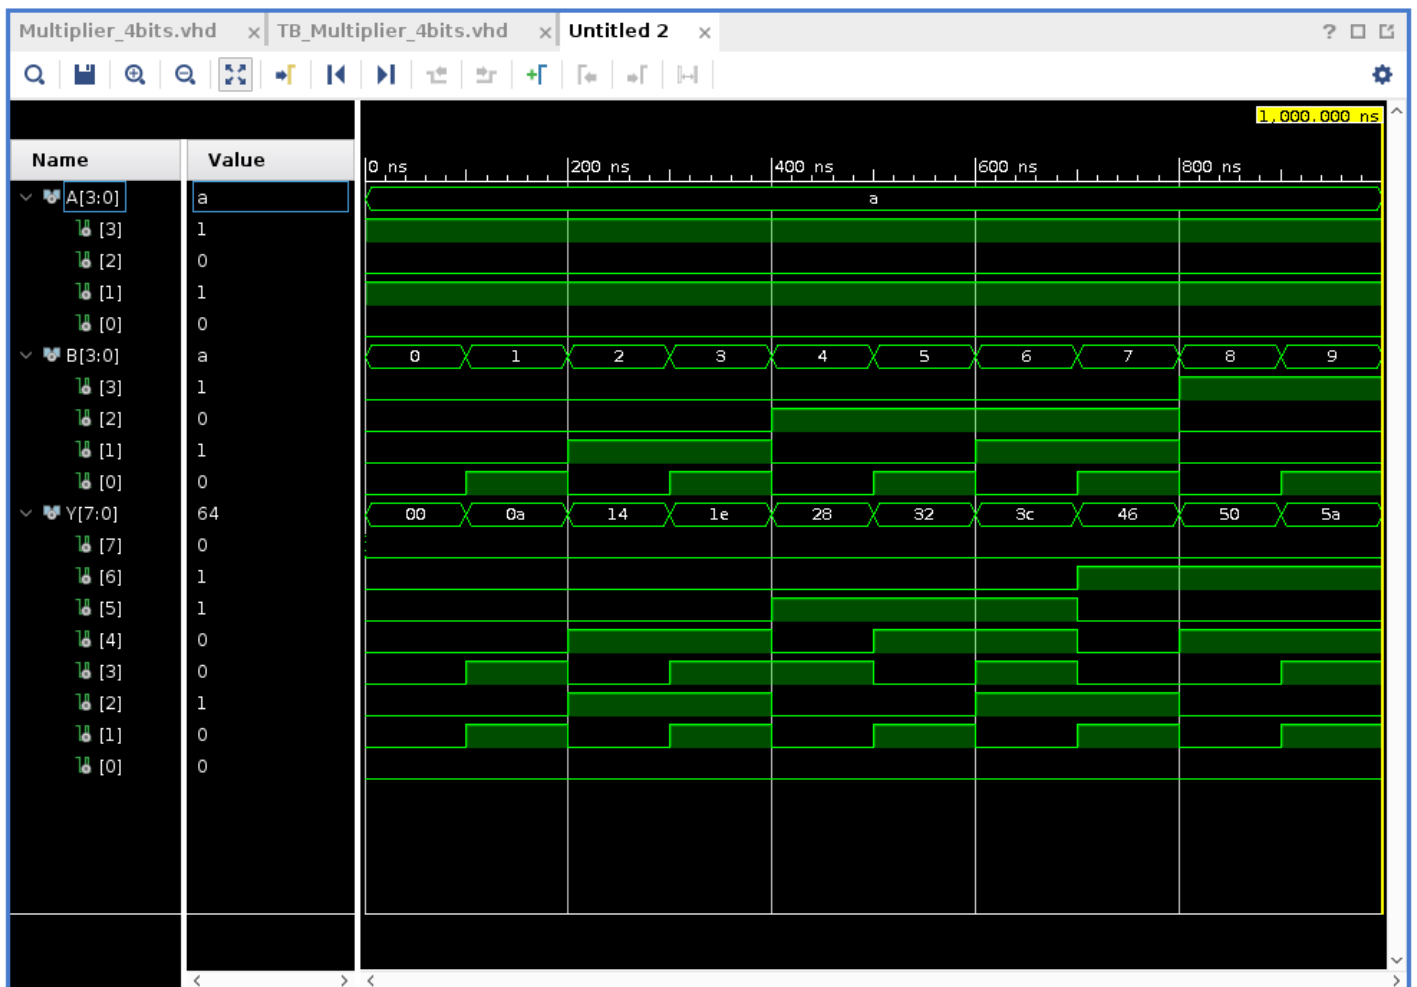 Multiplier_4bits.vhd × TB_Multiplier_4bits.vhd × Untitled 2 × ?
1,000.000 ns
Name Value 0 ns 200 ns 400 ns 600 ns 800 ns
A[3:0] a a
[3] 1
[2] 0
[1] 1
[0] 0
B[3:0] a 0 1 2 3 4 5 6 7 8 9
[3] 1
[2] 0
[1] 1
[0] 0
Y[7:0] 64 00 0a 14 1e 28 32 3c 46 50 5a
[7] 0
[6] 1
[5] 1
[4] 0
[3] 0
[2] 1
[1] 0
[0] 0